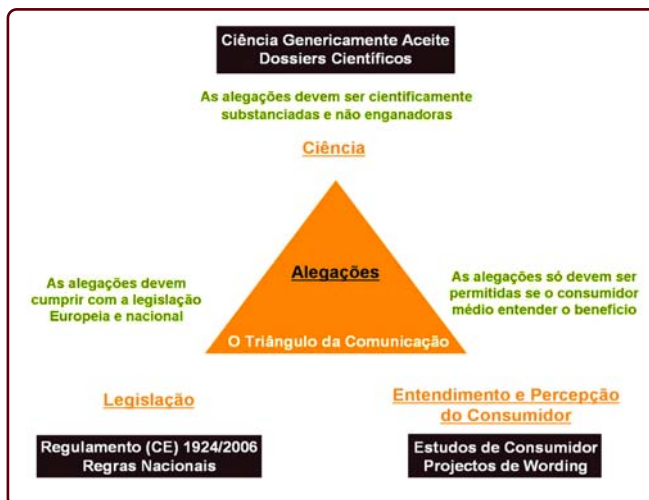 Ciência Genericamente Aceite
Dossiers Científicos
As alegações devem ser cientificamente
substanciadas e não enganadoras
Ciência
Alegações
O Triângulo da Comunicação
As alegações devem
cumprir com a legislação
Europeia e nacional
As alegações só devem ser
permitidas se o consumidor
médio entender o benefício
Legislação
Regulamento (CE) 1924/2006
Regras Nacionais
Entendimento e Percepção
do Consumidor
Estudos de Consumidor
Projectos de Wording